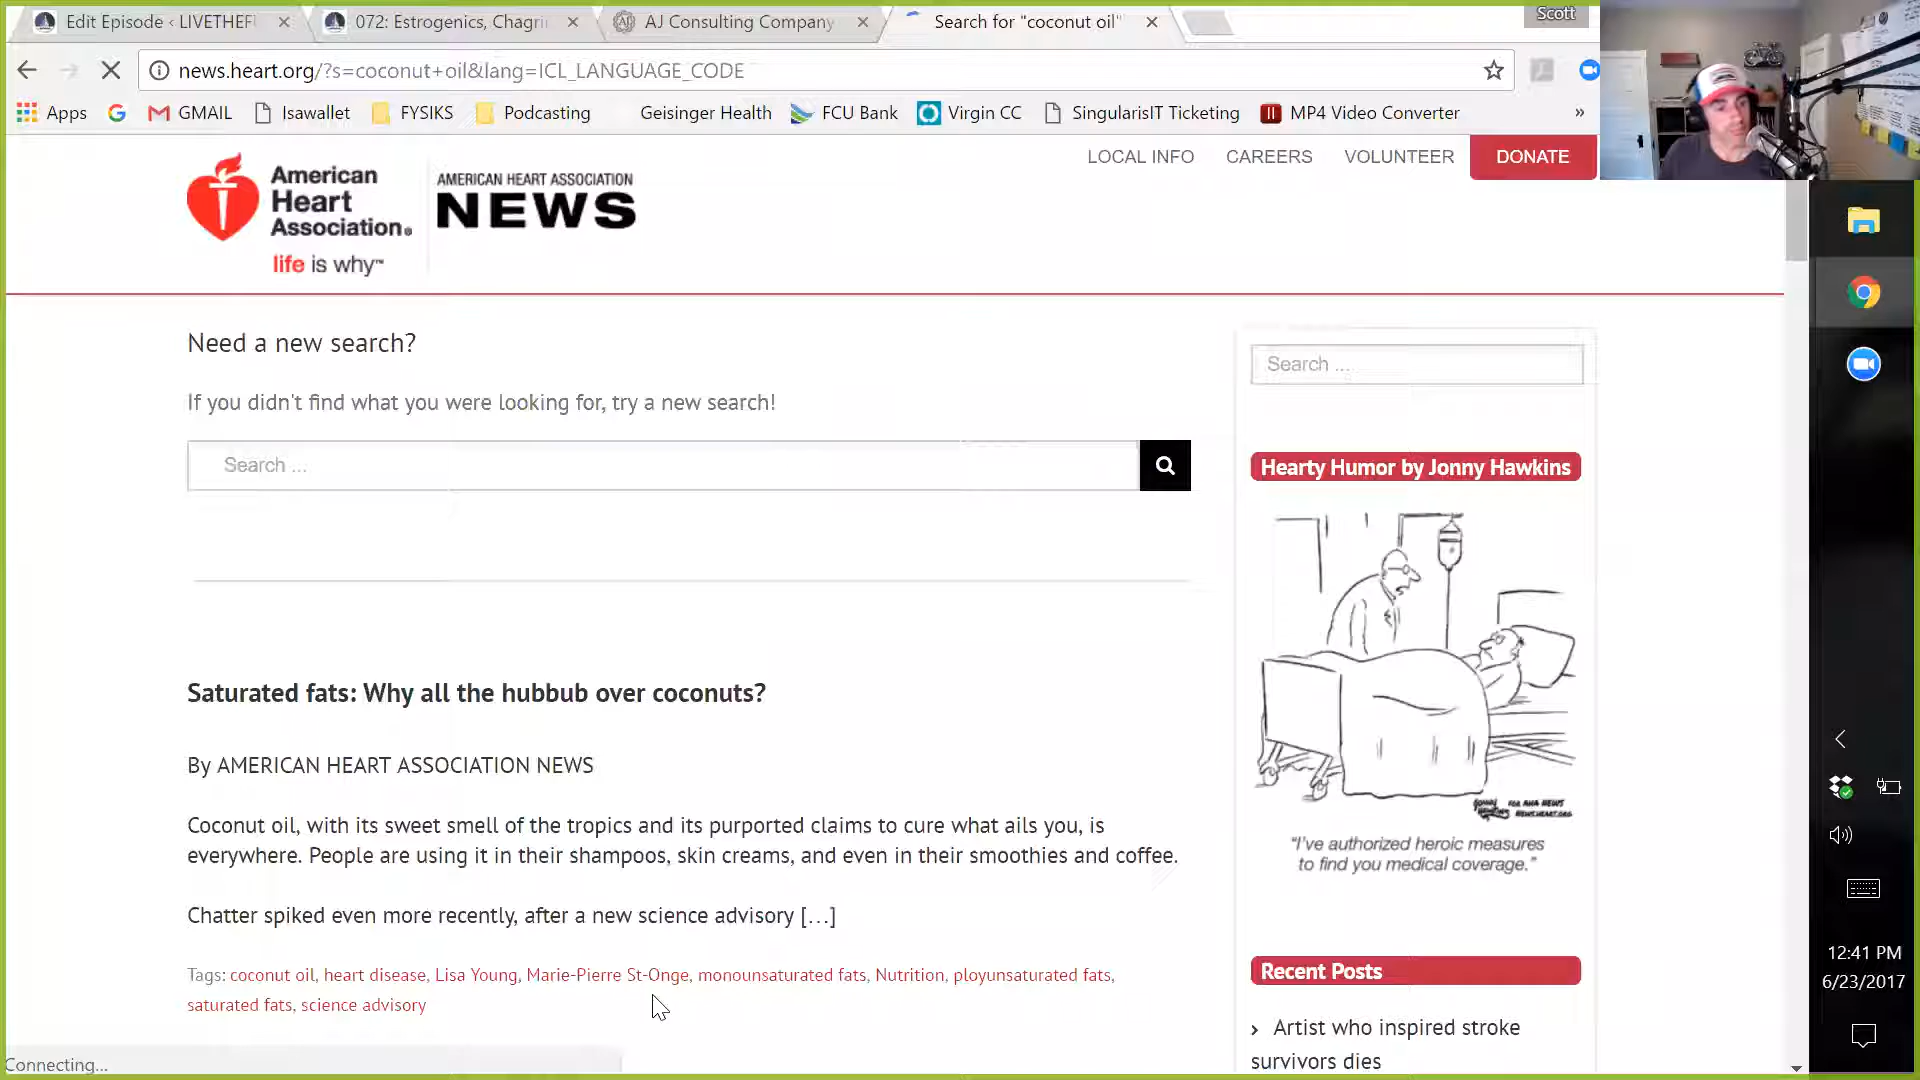 Edit Episode ‹ LIVETHEF
072: Estrogenics, Chagri
AJ Consulting Company
Search for "coconut oil"
Scott
news.heart.org/?s=coconut+oil&lang=ICL_LANGUAGE_CODE
Apps
GMAIL
Isawallet
FYSIKS
Podcasting
Geisinger Health
FCU Bank
Virgin CC
SingularisIT Ticketing
MP4 Video Converter
»
LOCAL INFO
CAREERS
VOLUNTEER
DONATE
American
Heart
Association®
life is why™
AMERICAN HEART ASSOCIATION
NEWS
Need a new search?
If you didn't find what you were looking for, try a new search!
Search ...
Saturated fats: Why all the hubbub over coconuts?
By AMERICAN HEART ASSOCIATION NEWS
Coconut oil, with its sweet smell of the tropics and its purported claims to cure what ails you, is
everywhere. People are using it in their shampoos, skin creams, and even in their smoothies and coffee.
Chatter spiked even more recently, after a new science advisory […]
Tags: coconut oil, heart disease, Lisa Young, Marie-Pierre St-Onge, monounsaturated fats, Nutrition, ployunsaturated fats,
saturated fats, science advisory
Connecting...
Search ...
Hearty Humor by Jonny Hawkins
FOR AHA NEWS
NEWS.HEART.ORG
"I've authorized heroic measures
to find you medical coverage."
Recent Posts
Artist who inspired stroke
survivors dies
12:41 PM
6/23/2017